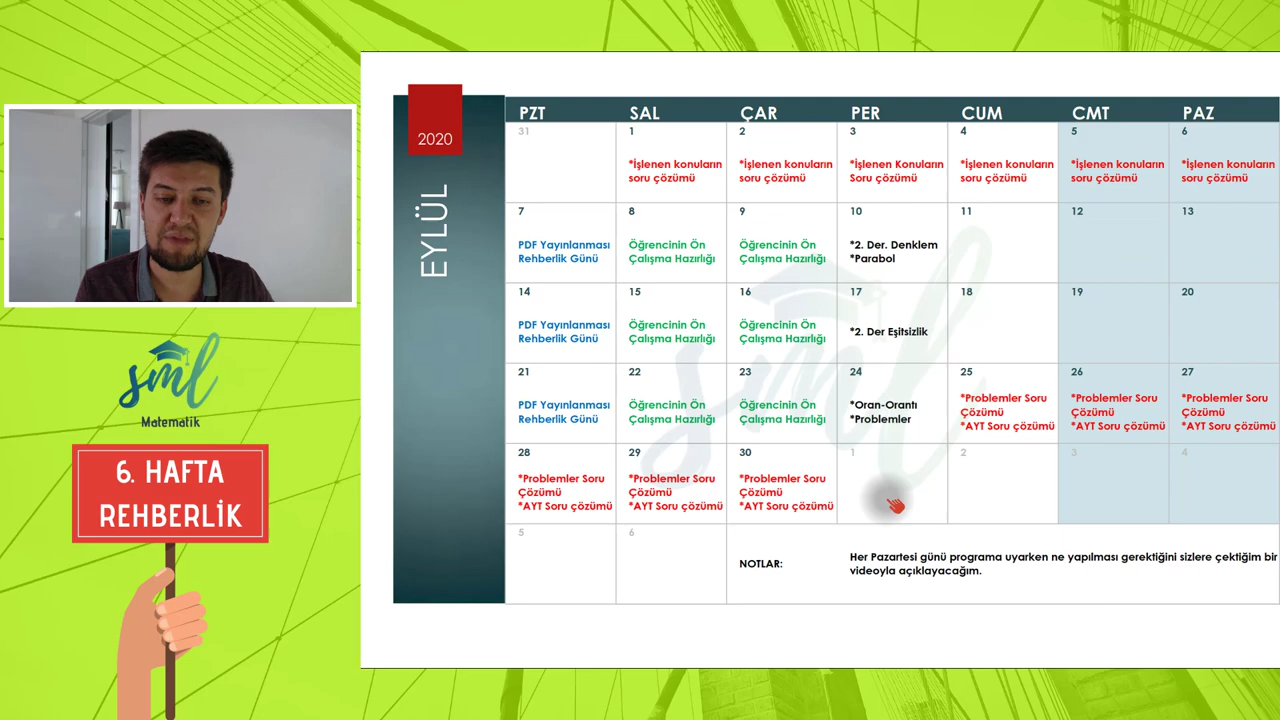 2020
EYLÜL
PZT SAL ÇAR PER CUM CMT PAZ
31 1 2 3 4 5 6
*İşlenen konuların *İşlenen konuların *İşlenen Konuların *İşlenen konuların *İşlenen konuların *İşlenen konuların
soru çözümü soru çözümü Soru Çözümü soru çözümü soru çözümü soru çözümü
7 8 9 10 11 12 13
PDF Yayınlanması Öğrencinin Ön Öğrencinin Ön *2. Der. Denklem
Rehberlik Günü Çalışma Hazırlığı Çalışma Hazırlığı *Parabol
14 15 16 17 18 19 20
PDF Yayınlanması Öğrencinin Ön Öğrencinin Ön *2. Der Eşitsizlik
Rehberlik Günü Çalışma Hazırlığı Çalışma Hazırlığı
21 22 23 24 25 26 27
PDF Yayınlanması Öğrencinin Ön Öğrencinin Ön *Oran-Orantı *Problemler Soru *Problemler Soru *Problemler Soru
Rehberlik Günü Çalışma Hazırlığı Çalışma Hazırlığı *Problemler Çözümü Çözümü Çözümü
*AYT Soru çözümü *AYT Soru çözümü *AYT Soru çözümü
28 29 30 1 2 3 4
*Problemler Soru *Problemler Soru *Problemler Soru
Çözümü Çözümü Çözümü
*AYT Soru çözümü *AYT Soru çözümü *AYT Soru çözümü
5 6
NOTLAR: Her Pazartesi günü programa uyarken ne yapılması gerektiğini sizlere çektiğim bir
videoyla açıklayacağım.
sml
Matematik
6. HAFTA
REHBERLİK
sml